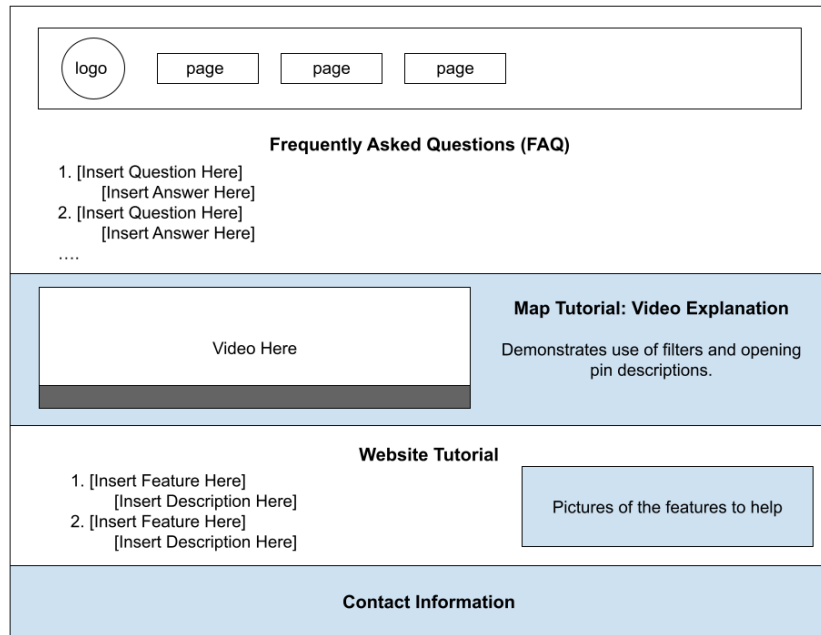 logo
page
page
page
Frequently Asked Questions (FAQ)
1. [Insert Question Here]
[Insert Answer Here]
2. [Insert Question Here]
[Insert Answer Here]
....
Video Here
Map Tutorial: Video Explanation
Demonstrates use of filters and opening
pin descriptions.
Website Tutorial
1. [Insert Feature Here]
[Insert Description Here]
2. [Insert Feature Here]
[Insert Description Here]
Pictures of the features to help
Contact Information